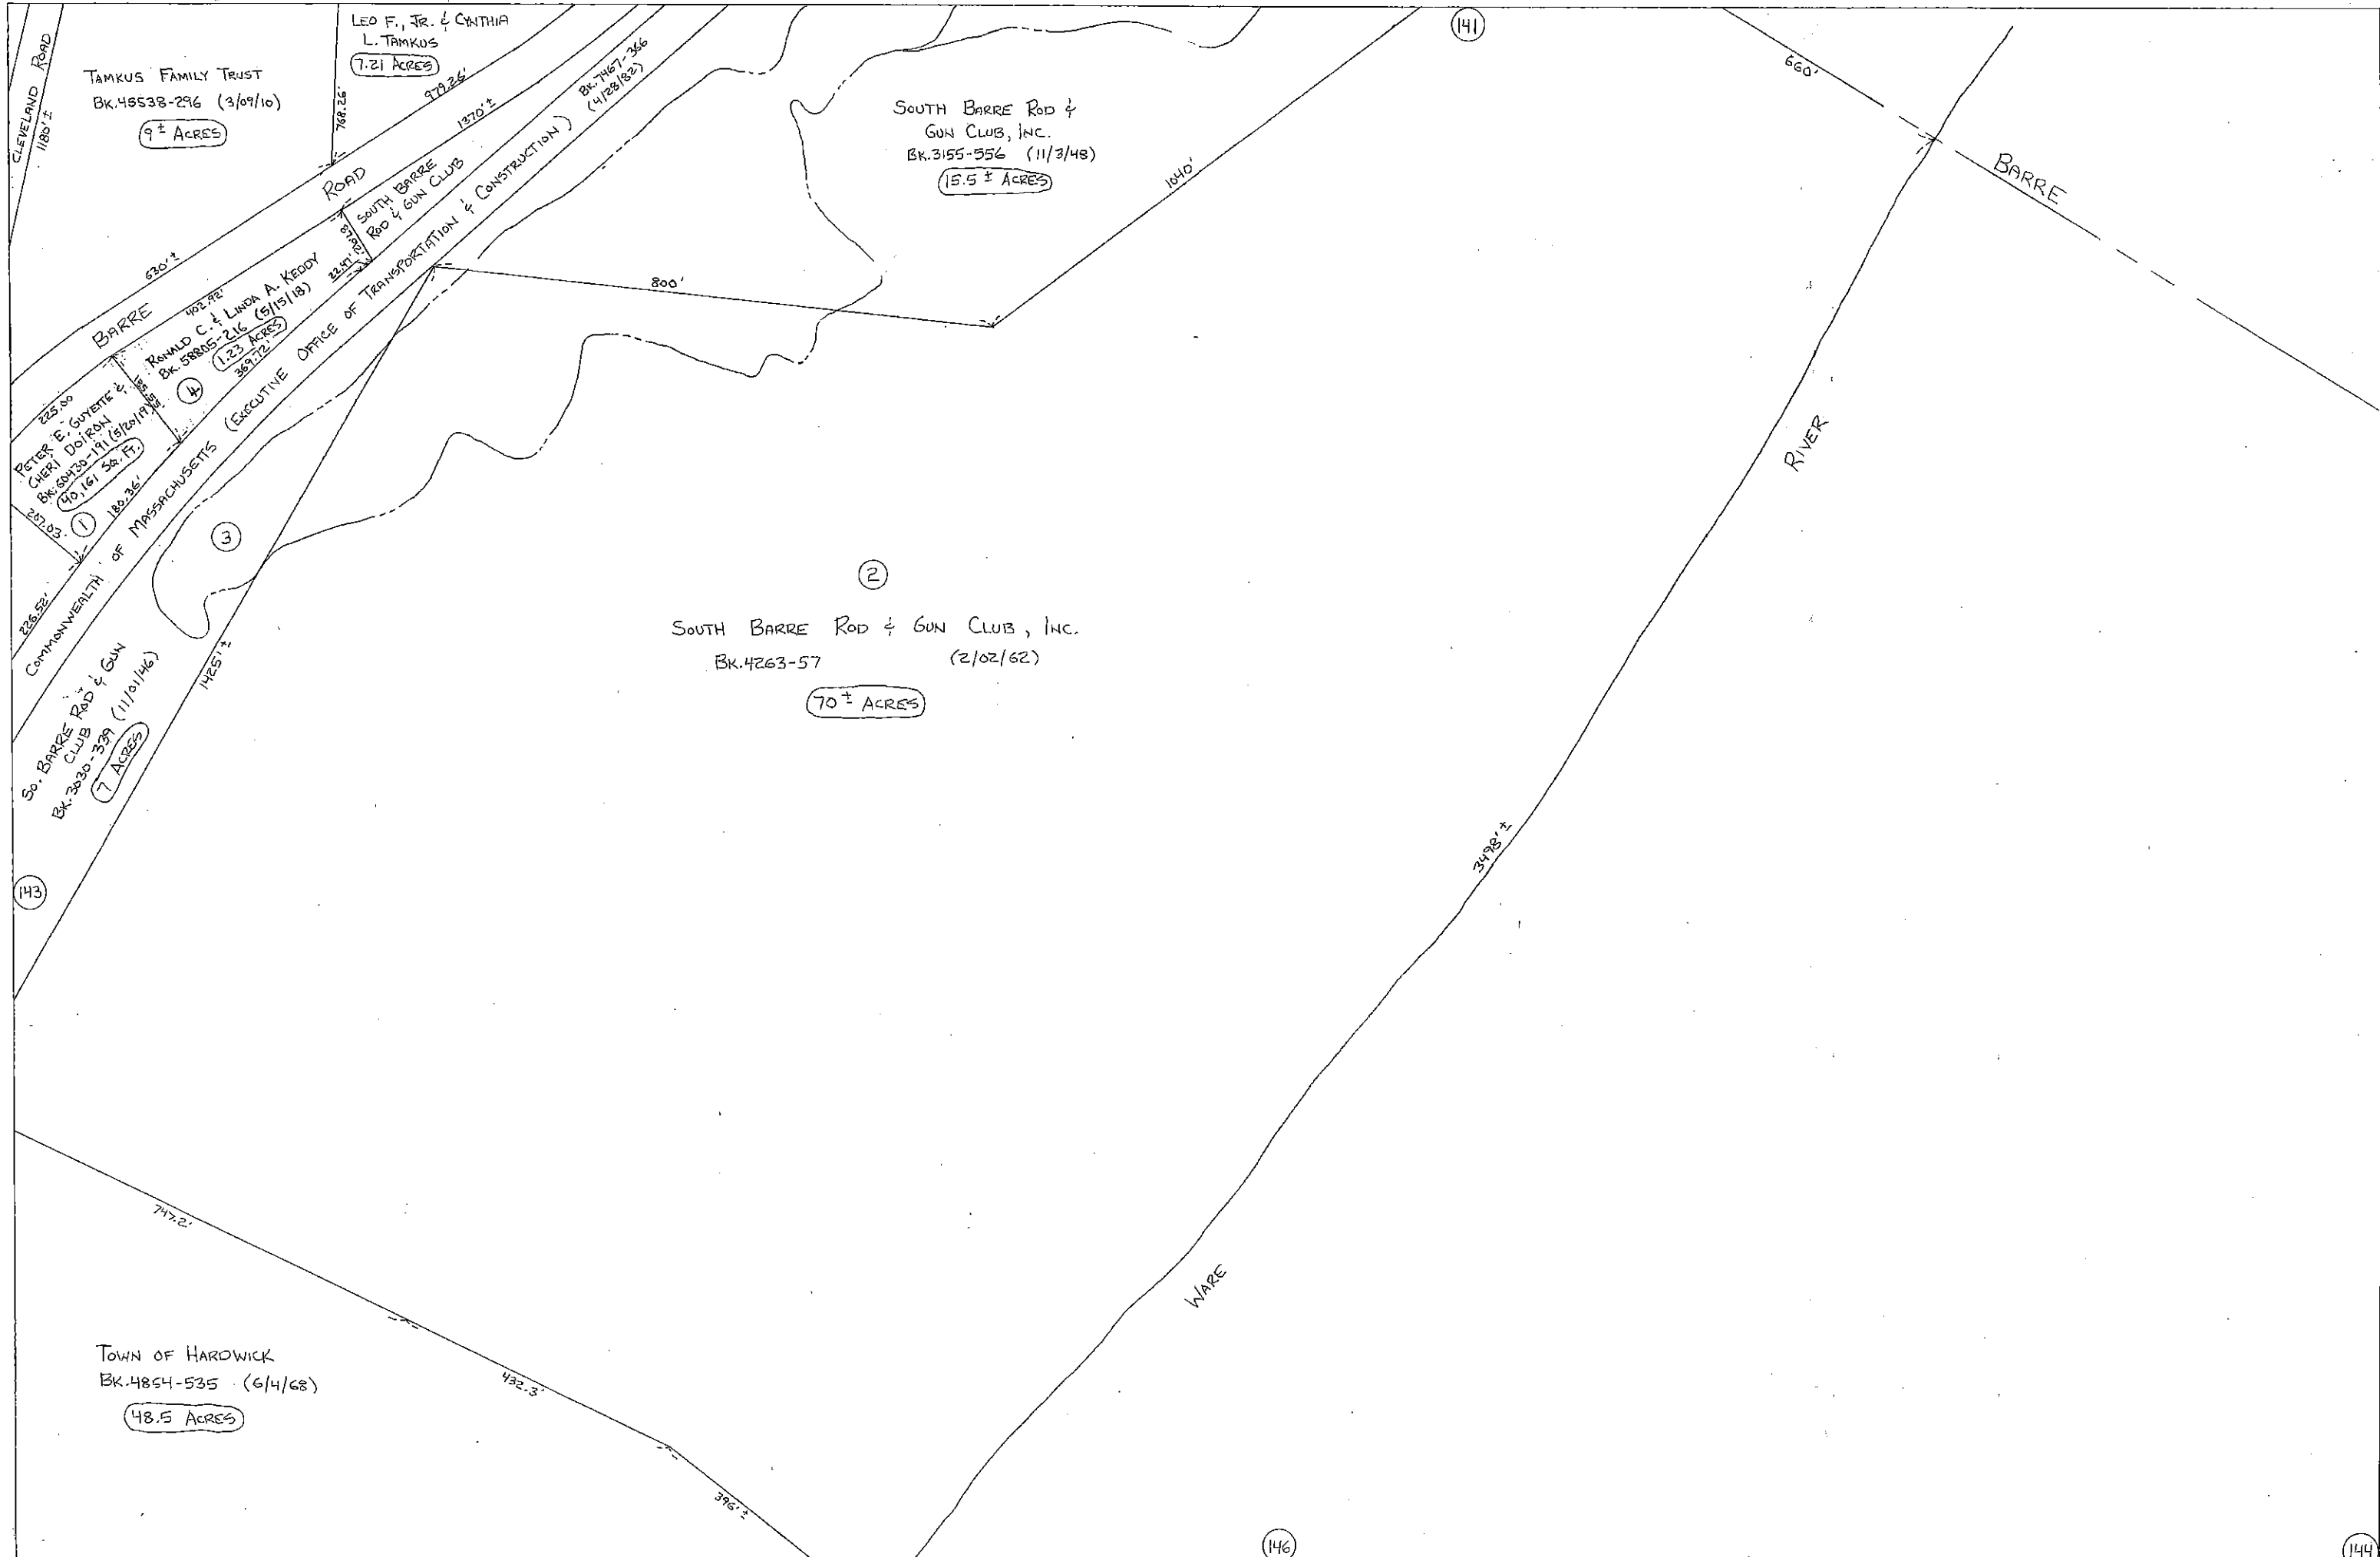 CLEVELAND ROAD
1180' ±
TAMKUS FAMILY TRUST
BK.45538-296 (3/09/10)
9 ± ACRES
LEO F., JR. & CYNTHIA
L. TAMKUS
7.21 ACRES
768.26'
979.26'
1370' ±
BK.7467-366
(4/28/82)
141
660'
BARRE
SOUTH BARRE ROD &
GUN CLUB, INC.
BK.3155-556 (11/3/48)
15.5 ± ACRES
1040'
800'
630' ±
BARRE ROAD
SOUTH BARRE
ROD & GUN CLUB
87.92'
22.47'
402.92'
RONALD C. & LINDA A. KEDDY
BK.58805-216 (5/15/18)
1.23 ACRES
369.72'
4
225.00
PETER E. GUYETTE &
CHERI DOIRON
BK.60430-191 (5/20/19)
40,161 SQ. FT.
207.03
1
180.36'
226.52'
COMMONWEALTH OF MASSACHUSETTS (EXECUTIVE OFFICE OF TRANSPORTATION & CONSTRUCTION)
3
1425' ±
SO. BARRE ROD & GUN
CLUB
BK.3030-339 (11/01/46)
7 ACRES
143
2
SOUTH BARRE ROD & GUN CLUB, INC.
BK.4263-57 (2/02/62)
70 ± ACRES
RIVER
3498' ±
WARE
747.2'
432.3'
396' ±
TOWN OF HARDWICK
BK.4854-535 (6/4/68)
48.5 ACRES
146
144